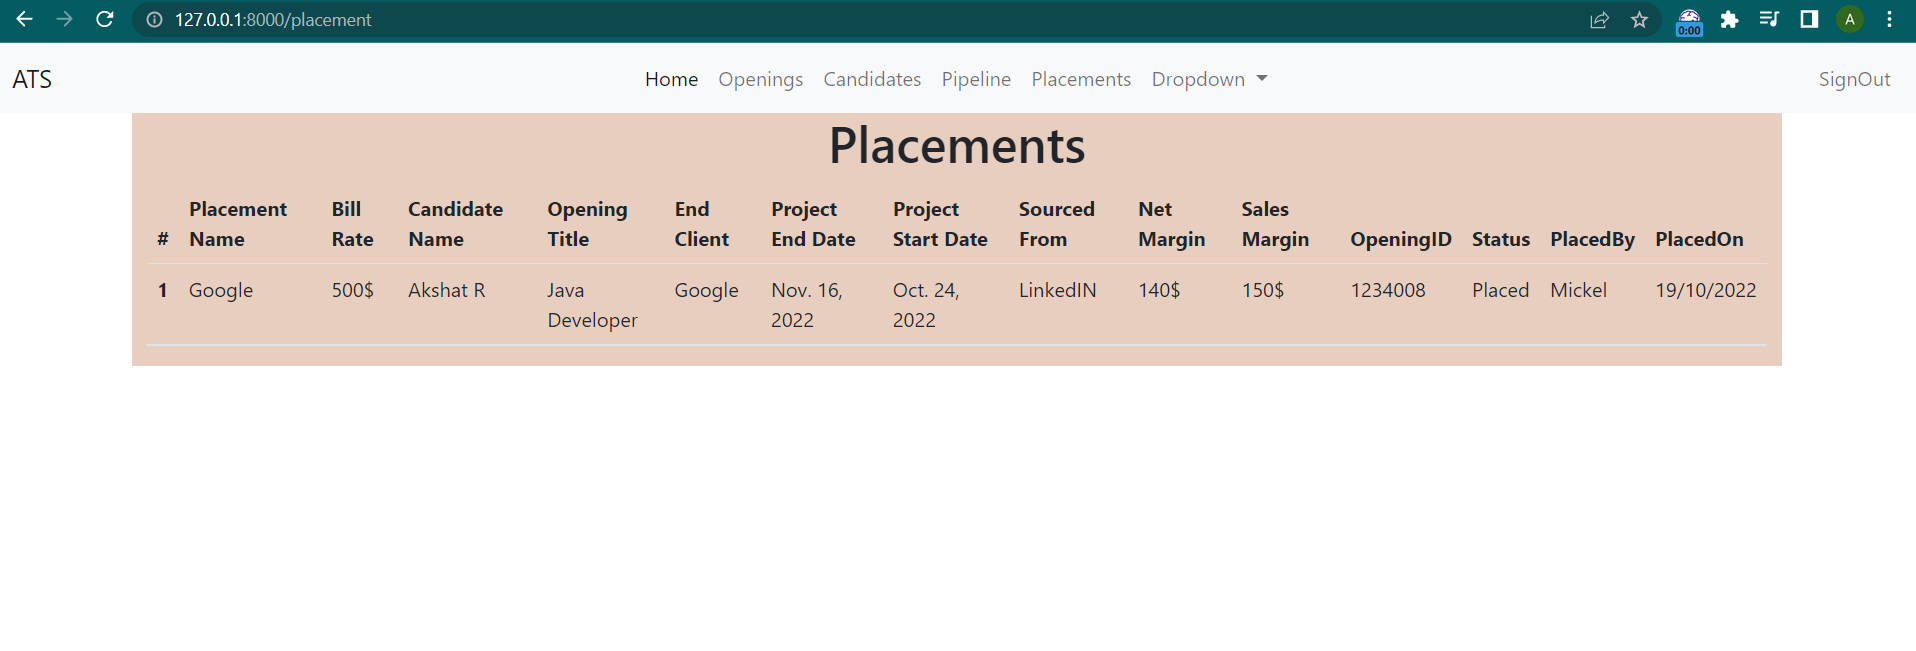 127.0.0.1:8000/placement
0:00
A
ATS
Home Openings Candidates Pipeline Placements Dropdown
SignOut
Placements
# Placement Name Bill Rate Candidate Name Opening Title End Client Project End Date Project Start Date Sourced From Net Margin Sales Margin OpeningID Status PlacedBy PlacedOn
1 Google 500$ Akshat R Java Developer Google Nov. 16, 2022 Oct. 24, 2022 LinkedIN 140$ 150$ 1234008 Placed Mickel 19/10/2022